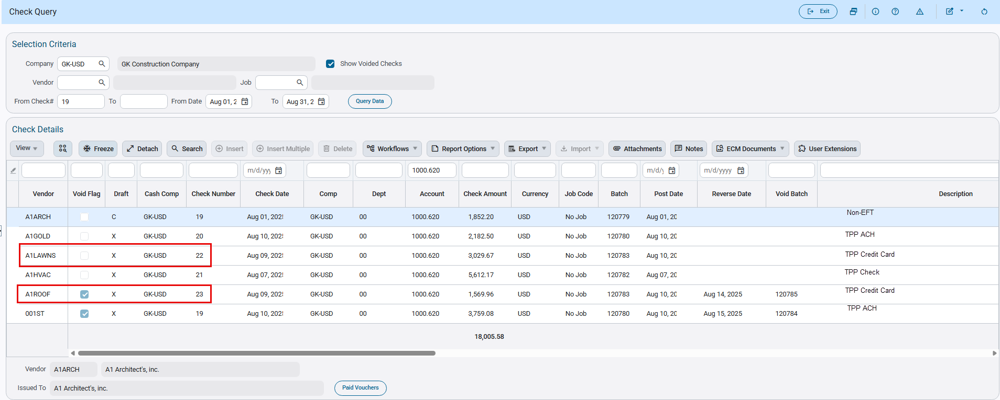 Check Query Exit
Selection Criteria
Company GK-USD GK Construction Company Show Voided Checks
Vendor Job
From Check# 19 To From Date Aug 01, 2 To Aug 31, 2 Query Data
Check Details
View Freeze Detach Search Insert Insert Multiple Delete Workflows Report Options Export Import Attachments Notes ECM Documents User Extensions
m/d/yyy 1000.620 m/d/y m/d/yyyy
Vendor Void Flag Draft Cash Comp Check Number Check Date Comp Dept Account Check Amount Currency Job Code Batch Post Date Reverse Date Void Batch Description
A1ARCH C GK-USD 19 Aug 01, 2025 GK-USD 00 1000.620 1,852.20 USD No Job 120779 Aug 01, 20 Non-EFT
A1GOLD X GK-USD 20 Aug 10, 2025 GK-USD 00 1000.620 2,182.50 USD No Job 120780 Aug 10, 20 TPP ACH
A1LAWNS X GK-USD 22 Aug 09, 2025 GK-USD 00 1000.620 3,029.67 USD No Job 120783 Aug 10, 20 TPP Credit Card
A1HVAC X GK-USD 21 Aug 07, 2025 GK-USD 00 1000.620 5,612.17 USD No Job 120782 Aug 07, 20 TPP Check
A1ROOF X GK-USD 23 Aug 09, 2025 GK-USD 00 1000.620 1,569.96 USD No Job 120783 Aug 10, 20 Aug 14, 2025 120785 TPP Credit Card
001ST X GK-USD 19 Aug 10, 2025 GK-USD 00 1000.620 3,759.08 USD No Job 120780 Aug 10, 20 Aug 15, 2025 120784 TPP ACH
18,005.58
Vendor A1ARCH A1 Architect's, inc.
Issued To A1 Architect's, inc. Paid Vouchers